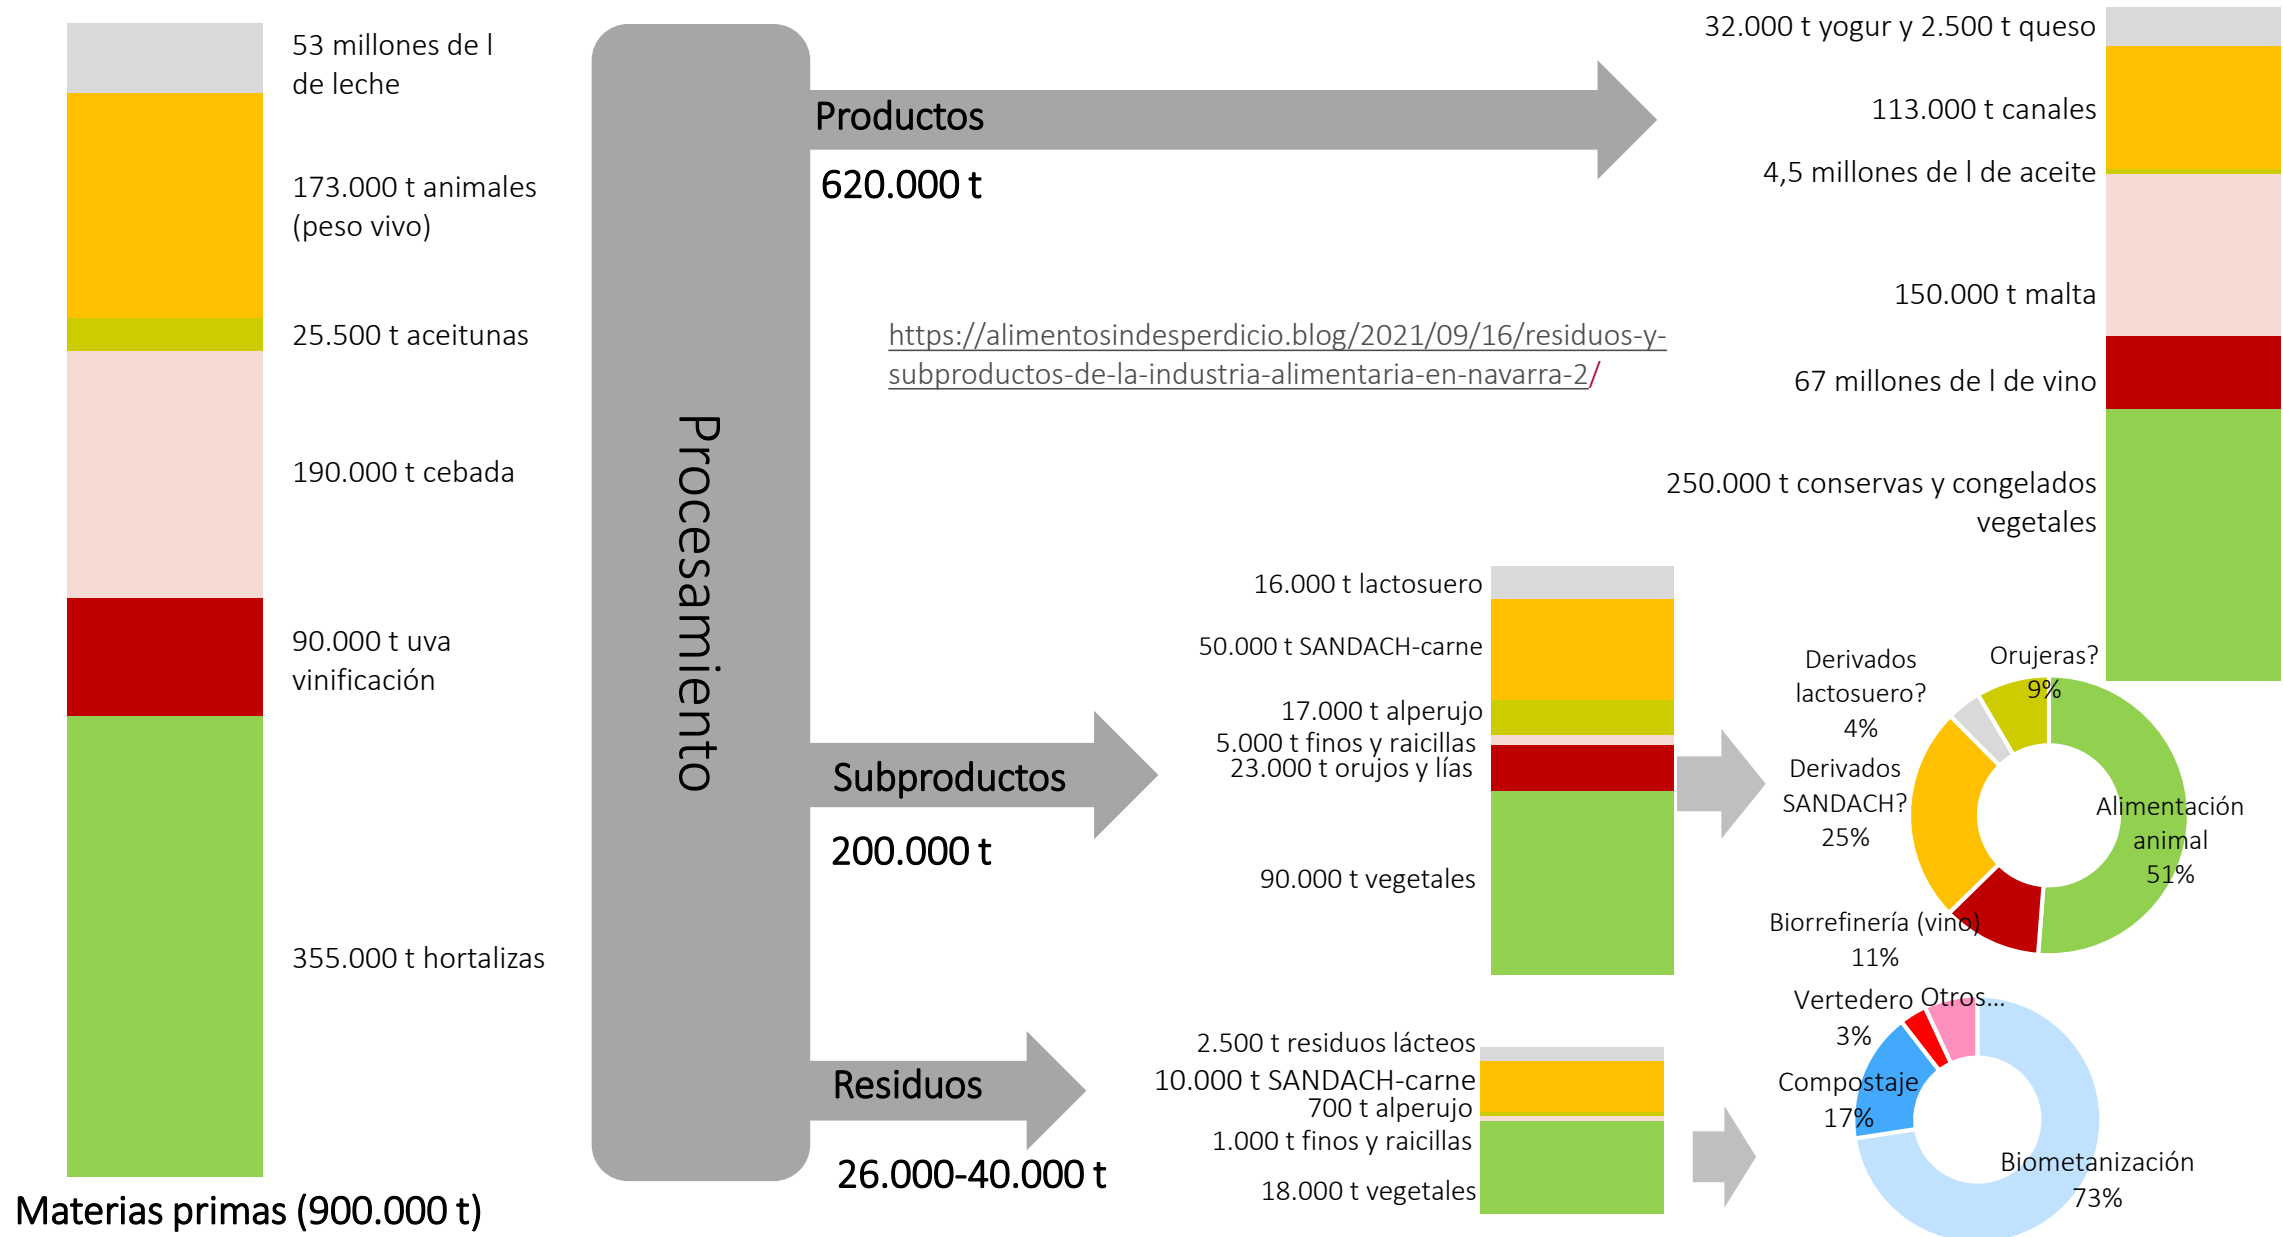 53 millones de l
de leche
173.000 t animales
(peso vivo)
25.500 t aceitunas
190.000 t cebada
90.000 t uva
vinificación
355.000 t hortalizas
Materias primas (900.000 t)
Procesamiento
Productos
620.000 t
https://alimentosindesperdicio.blog/2021/09/16/residuos-y-
subproductos-de-la-industria-alimentaria-en-navarra-2/
32.000 t yogur y 2.500 t queso
113.000 t canales
4,5 millones de l de aceite
150.000 t malta
67 millones de l de vino
250.000 t conservas y congelados
vegetales
Subproductos
200.000 t
16.000 t lactosuero
50.000 t SANDACH-carne
17.000 t alperujo
5.000 t finos y raicillas
23.000 t orujos y lías
90.000 t vegetales
Orujeras?
9%
Derivados
lactosuero?
4%
Derivados
SANDACH?
25%
Alimentación
animal
51%
Biorrefinería (vino)
11%
Residuos
26.000-40.000 t
2.500 t residuos lácteos
10.000 t SANDACH-carne
700 t alperujo
1.000 t finos y raicillas
18.000 t vegetales
Vertedero
3%
Otros...
Compostaje
17%
Biometanización
73%